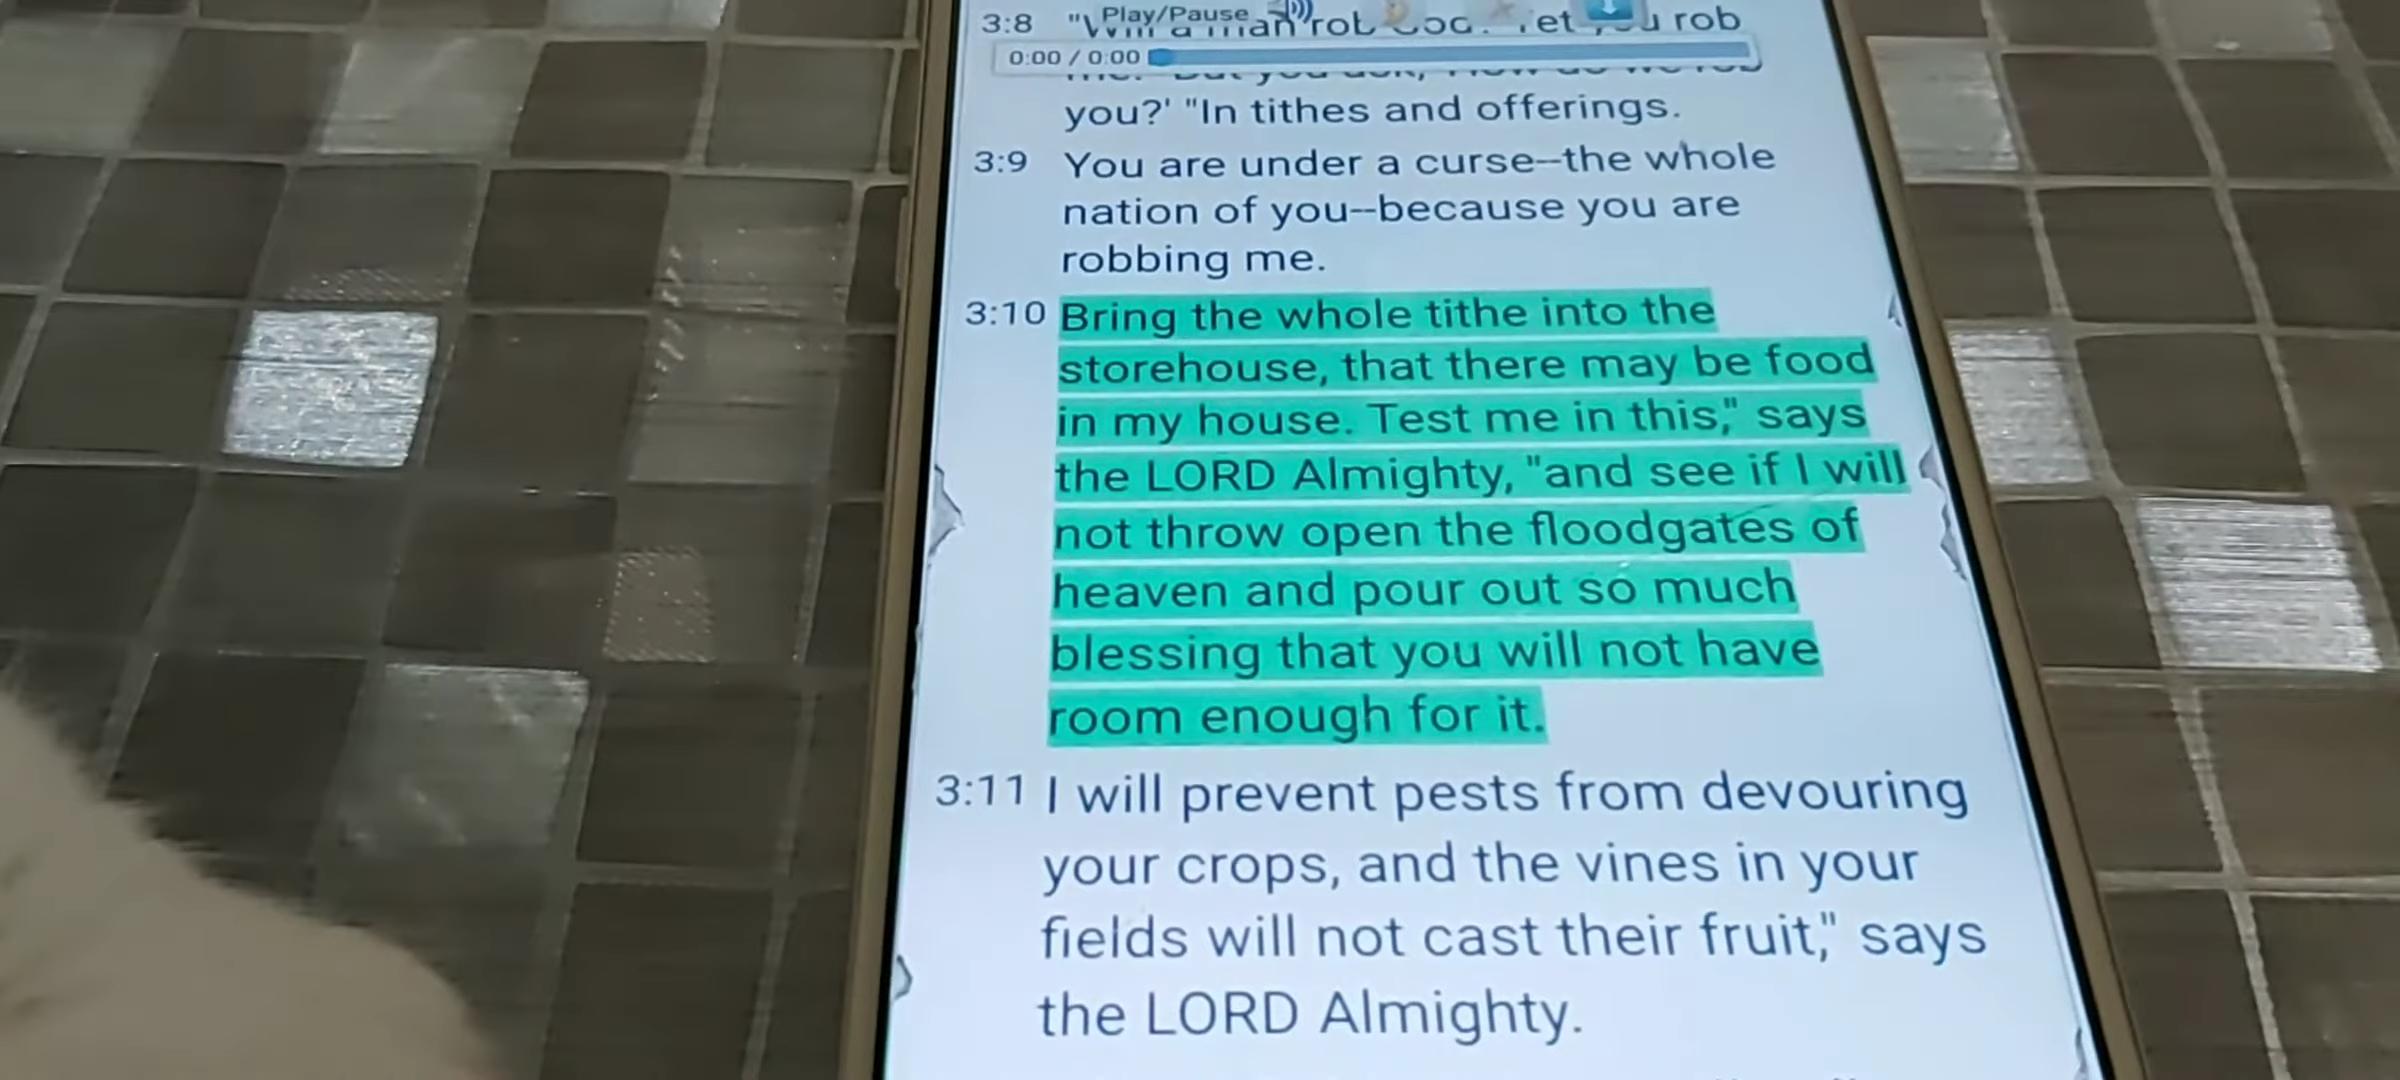 Play/Pause
3:8 rob rob
0:00 / 0:00
you?' "In tithes and offerings.
3:9 You are under a curse--the whole
nation of you--because you are
robbing me.
3:10 Bring the whole tithe into the
storehouse, that there may be food
in my house. Test me in this," says
the LORD Almighty, "and see if I will
not throw open the floodgates of
heaven and pour out so much
blessing that you will not have
room enough for it.
3:11 I will prevent pests from devouring
your crops, and the vines in your
fields will not cast their fruit," says
the LORD Almighty.